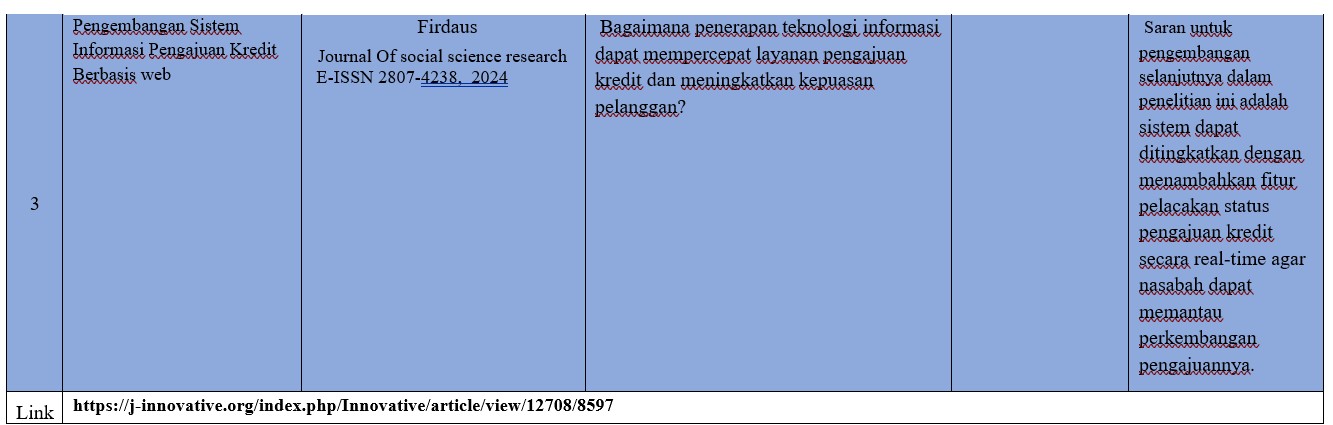 3
Pengembangan Sistem
Informasi Pengajuan Kredit
Berbasis web
Firdaus
Journal Of social science research
E-ISSN 2807-4238, 2024
Bagaimana penerapan teknologi informasi
dapat mempercepat layanan pengajuan
kredit dan meningkatkan kepuasan
pelanggan?
Saran untuk
pengembangan
selanjutnya dalam
penelitian ini adalah
sistem dapat
ditingkatkan dengan
menambahkan fitur
pelacakan status
pengajuan kredit
secara real-time agar
nasabah dapat
memantau
perkembangan
pengajuannya.
Link
https://j-innovative.org/index.php/Innovative/article/view/12708/8597